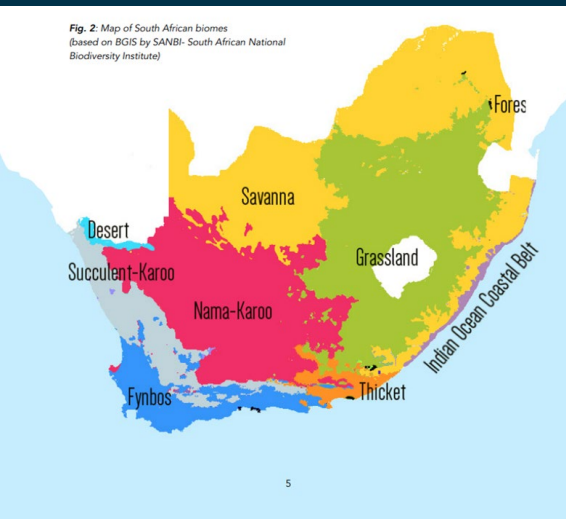 Fig. 2: Map of South African biomes
(based on BGIS by SANBI- South African National
Biodiversity Institute)
Fores
Savanna
Desert
Grassland
Succulent-Karoo
Nama-Karoo
Indian Ocean Coastal Belt
Thicket
Fynbos
5